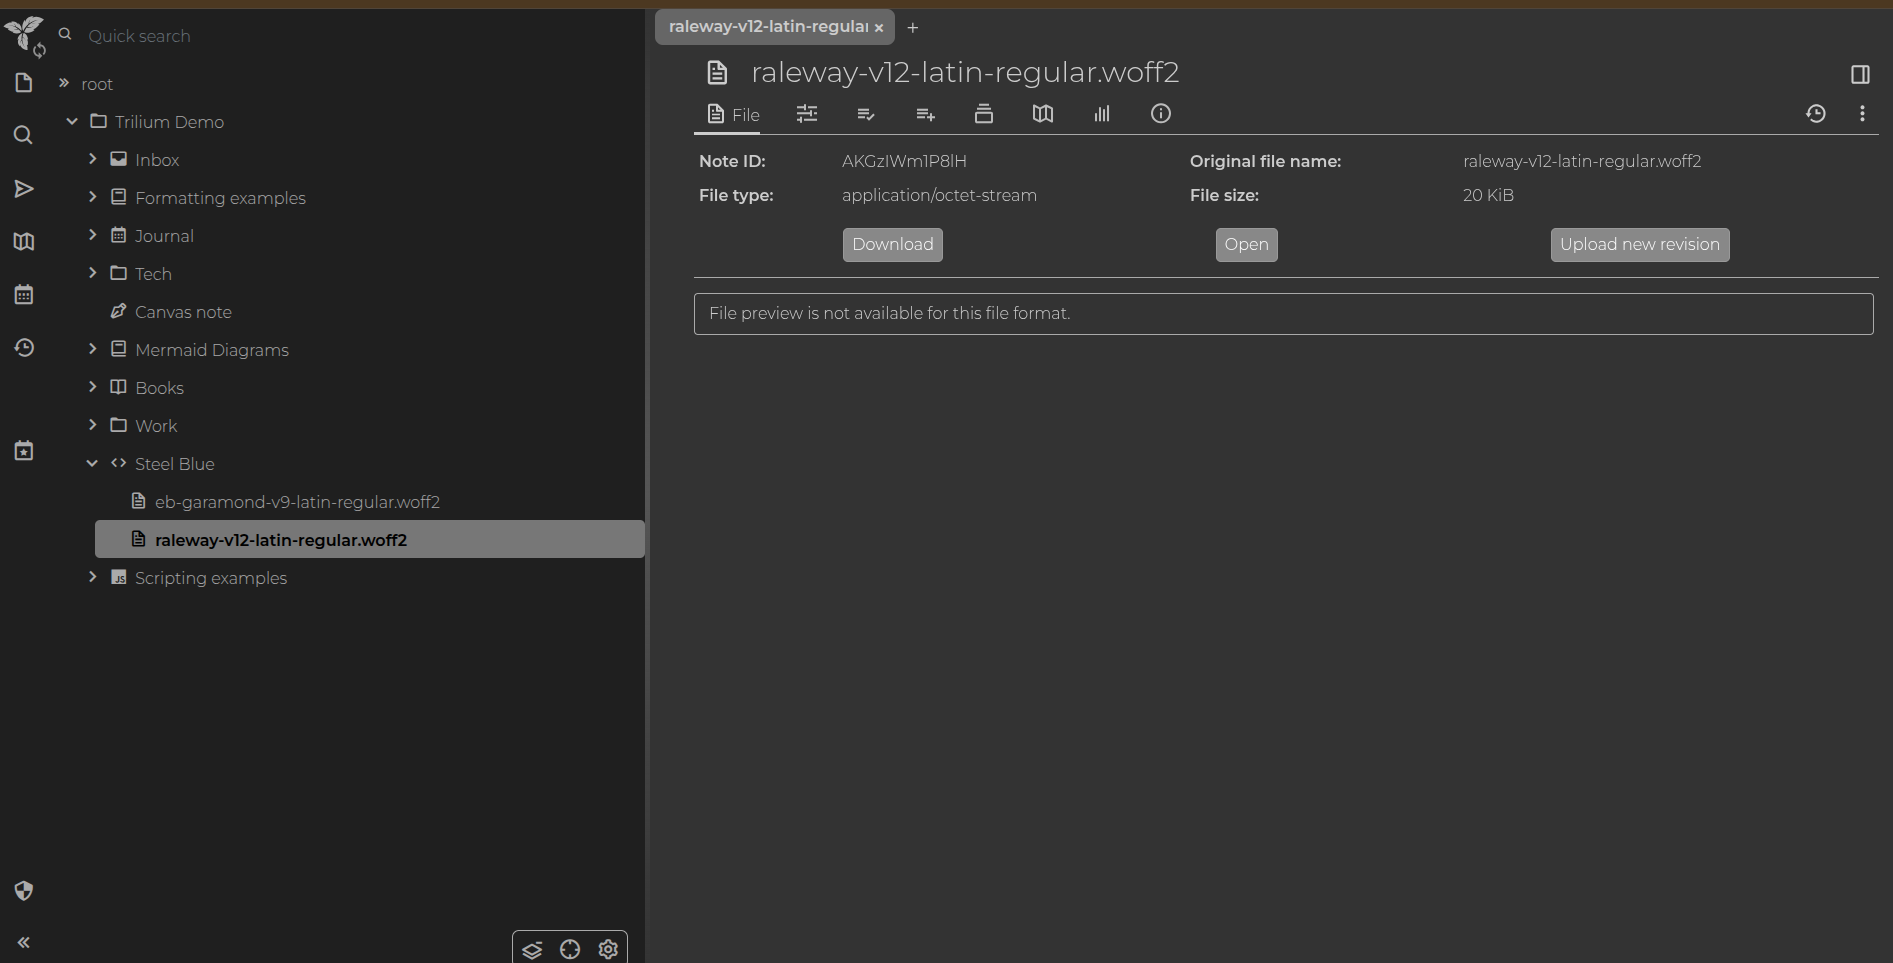 Quick search
root
Trilium Demo
Inbox
Formatting examples
Journal
Tech
Canvas note
Mermaid Diagrams
Books
Work
Steel Blue
eb-garamond-v9-latin-regular.woff2
raleway-v12-latin-regular.woff2
JS Scripting examples
raleway-v12-latin-regular
raleway-v12-latin-regular.woff2
File
Note ID: AKGzIWm1P8lH Original file name: raleway-v12-latin-regular.woff2
File type: application/octet-stream File size: 20 KiB
Download Open Upload new revision
File preview is not available for this file format.